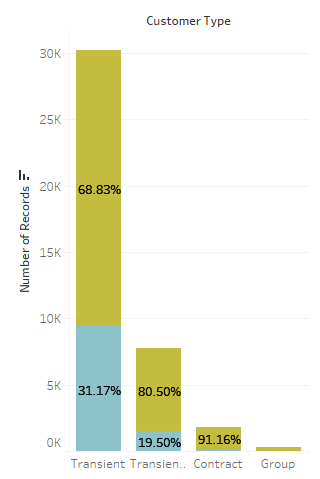 Customer Type
30K
25K
20K
15K
10K
5K
0K
Number of Records
68.83%
31.17%
80.50%
19.50%
91.16%
Transient
Transien..
Contract
Group